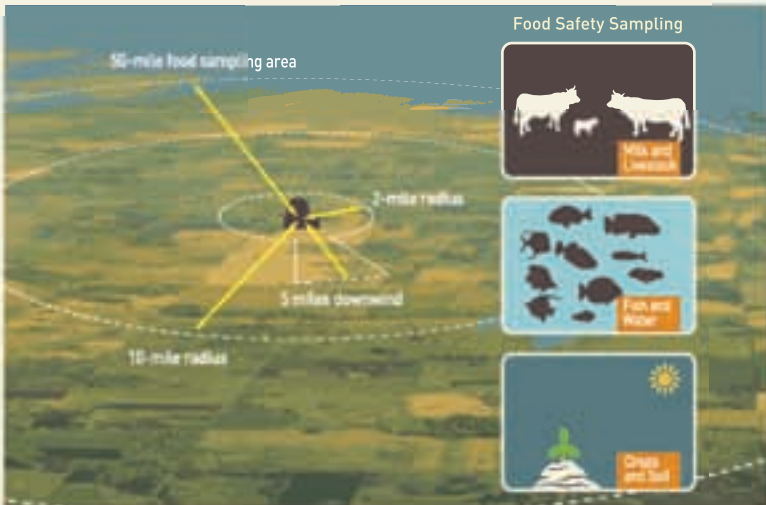 Food Safety Sampling
50-mile food sampling area
Milk and
Livestock
2-mile radius
Fish and
Water
5 miles downwind
10-mile radius
Crops
and Soil